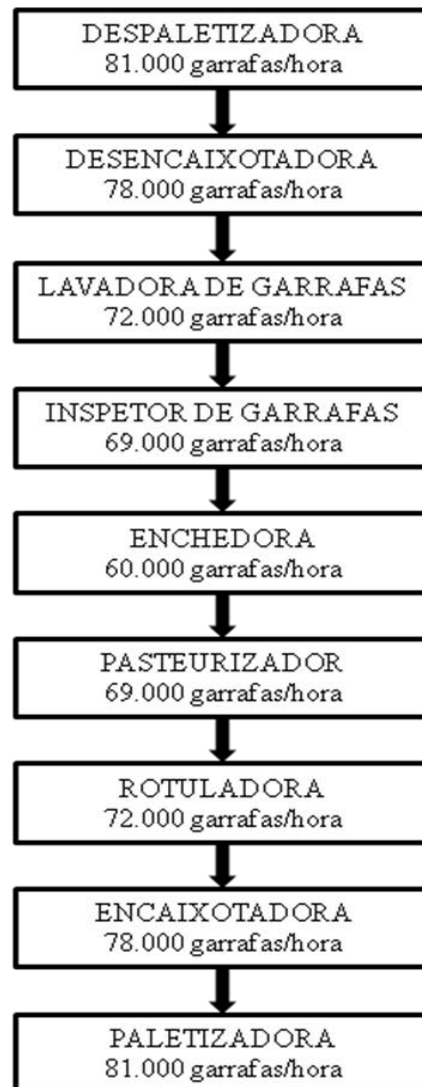 DESPALETIZADORA
81.000 garrafas/hora
DESENCAIXOTADORA
78.000 garrafas/hora
LAVADORA DE GARRAFAS
72.000 garrafas/hora
INSPETOR DE GARRAFAS
69.000 garrafas/hora
ENCHEDORA
60.000 garrafas/hora
PASTEURIZADOR
69.000 garrafas/hora
ROTULADORA
72.000 garrafas/hora
ENCAIXOTADORA
78.000 garrafas/hora
PALETIZADORA
81.000 garrafas/hora